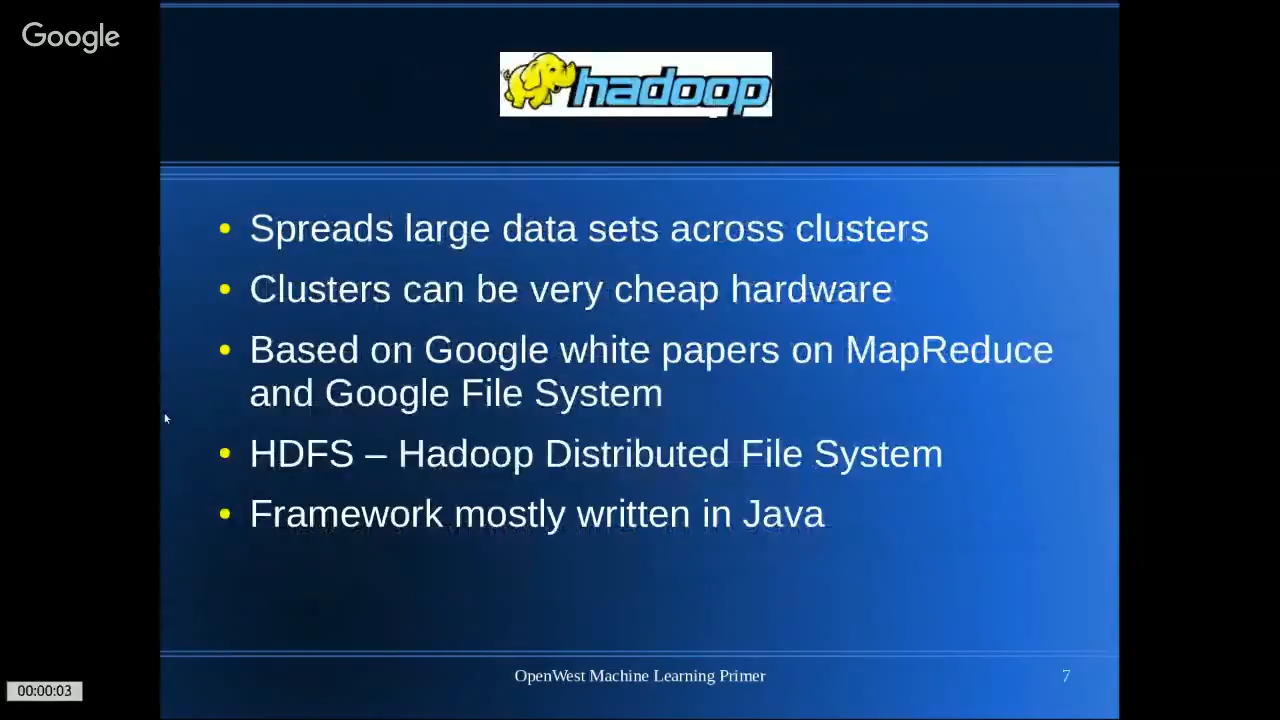 Google
hadoop
Spreads large data sets across clusters
Clusters can be very cheap hardware
Based on Google white papers on MapReduce
and Google File System
HDFS – Hadoop Distributed File System
Framework mostly written in Java
OpenWest Machine Learning Primer
7
00:00:03